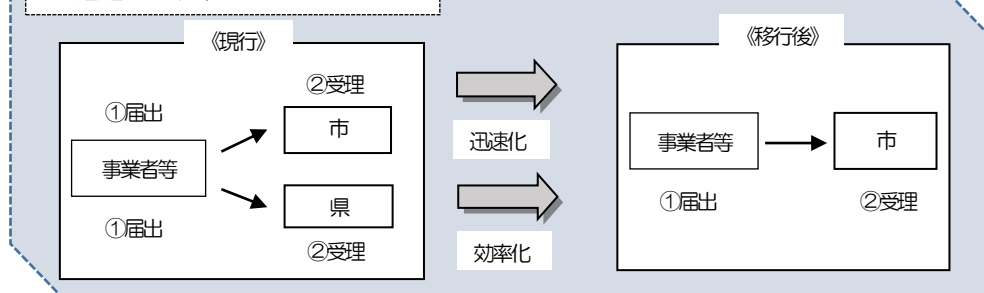 《現行》
②受理
①届出
市
事業者等
県
①届出
②受理
迅速化
効率化
《移行後》
事業者等
市
①届出
②受理